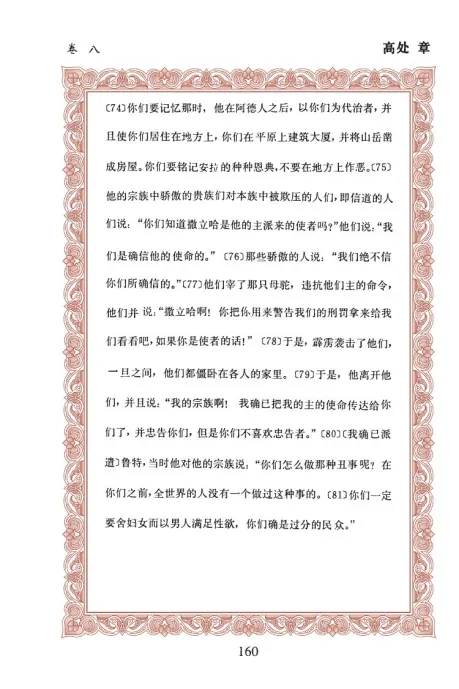 卷 八
高处 章
〔74〕你们要记忆那时，他在阿德人之后，以你们为代治者，并
且使你们居住在地方上，你们在平原上建筑大厦，并将山岳凿
成房屋。你们要铭记安拉的种种恩典，不要在地方上作恶。〔75〕
他的宗族中骄傲的贵族们对本族中被欺压的人们，即信道的人
们说：“你们知道撒立哈是他的主派来的使者吗？”他们说：“我
们是确信他的使命的。”〔76〕那些骄傲的人说：“我们绝不信
你们所确信的。”〔77〕他们宰了那只母驼，违抗他们主的命令，
他们并 说：“撒立哈啊！你把你用来警告我们的刑罚拿来给我
们看看吧，如果你是使者的话！”〔78〕于是，霹雳袭击了他们，
一旦之间，他们都僵卧在各人的家里。〔79〕于是，他离开他
们，并且说：“我的宗族啊！ 我确已把我的主的使命传达给你
们了，并忠告你们，但是你们不喜欢忠告者。”〔80〕〔我确已派
遣〕鲁特，当时他对他的宗族说：“你们怎么做那种丑事呢？在
你们之前，全世界的人没有一个做过这种事的。〔81〕你们一定
要舍妇女而以男人满足性欲，你们确是过分的民众。”
160